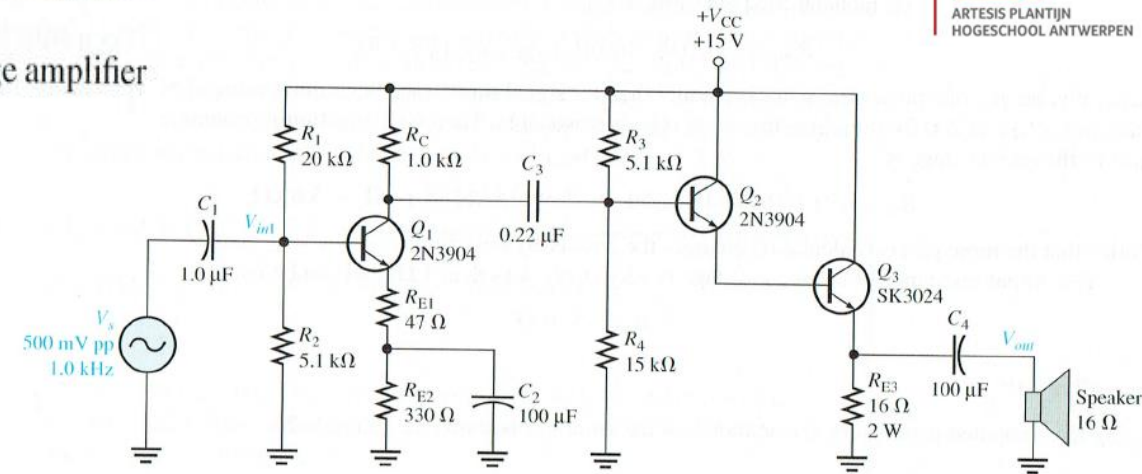 ARTESIS PLANTIJN
HOGESCHOOL ANTWERPEN
e amplifier
+VCC
+15 V
R1
20 kΩ
RC
1.0 kΩ
R3
5.1 kΩ
C3
0.22 µF
Q2
2N3904
C1
1.0 µF
Vin1
Q1
2N3904
RE1
47 Ω
Q3
SK3024
Vs
500 mV pp
1.0 kHz
R2
5.1 kΩ
RE2
330 Ω
C2
100 µF
R4
15 kΩ
C4
100 µF
Vout
RE3
16 Ω
2 W
Speaker
16 Ω